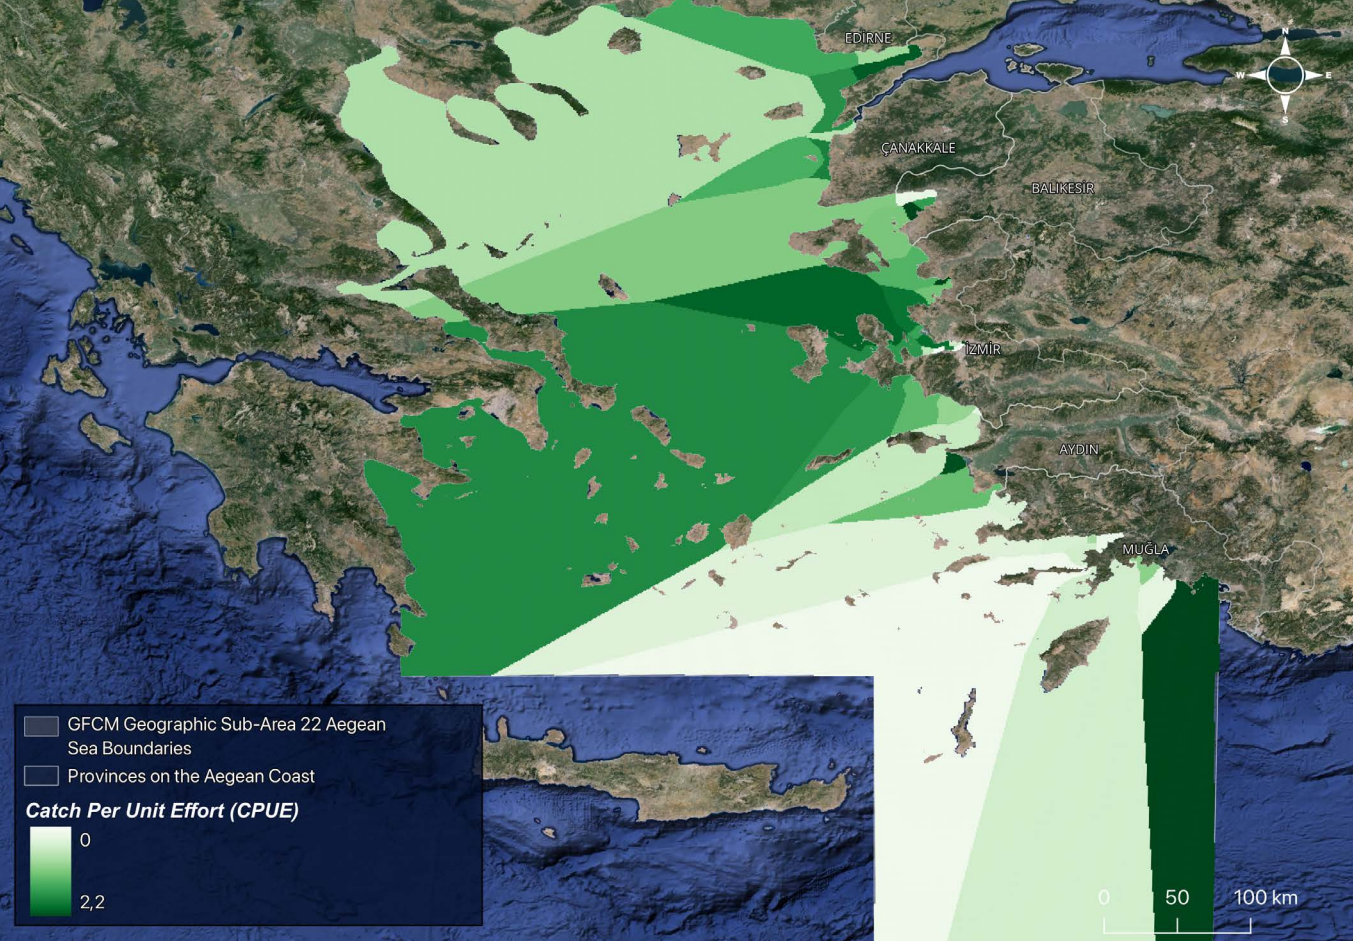 N
W
E
S
EDİRNE
ÇANAKKALE
BALIKESİR
İZMİR
AYDIN
MUĞLA
GFCM Geographic Sub-Area 22 Aegean
Sea Boundaries
Provinces on the Aegean Coast
Catch Per Unit Effort (CPUE)
0
2,2
0 50 100 km